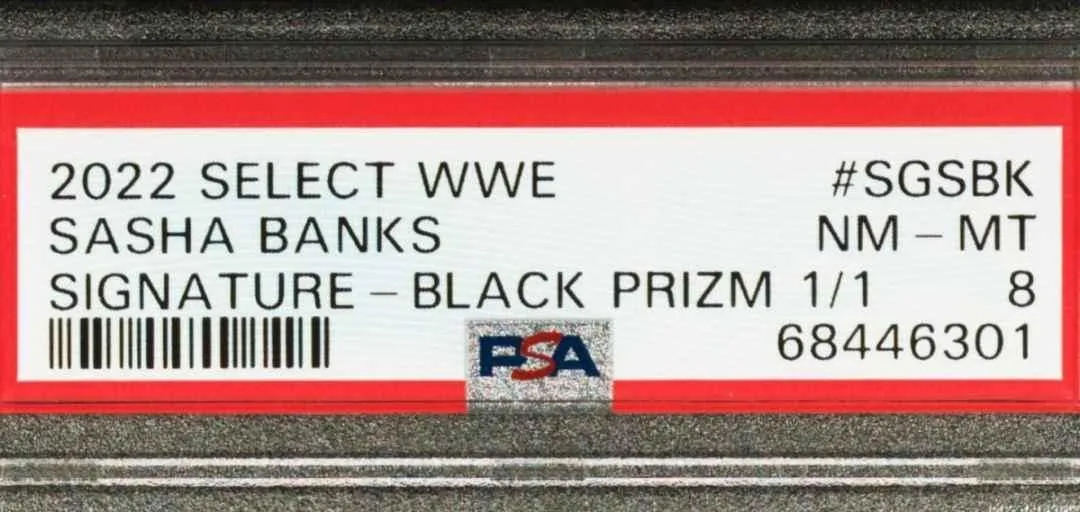 2022 SELECT WWE #SGSBK
SASHA BANKS NM - MT
SIGNATURE - BLACK PRIZM 1/1 8
PSA 68446301